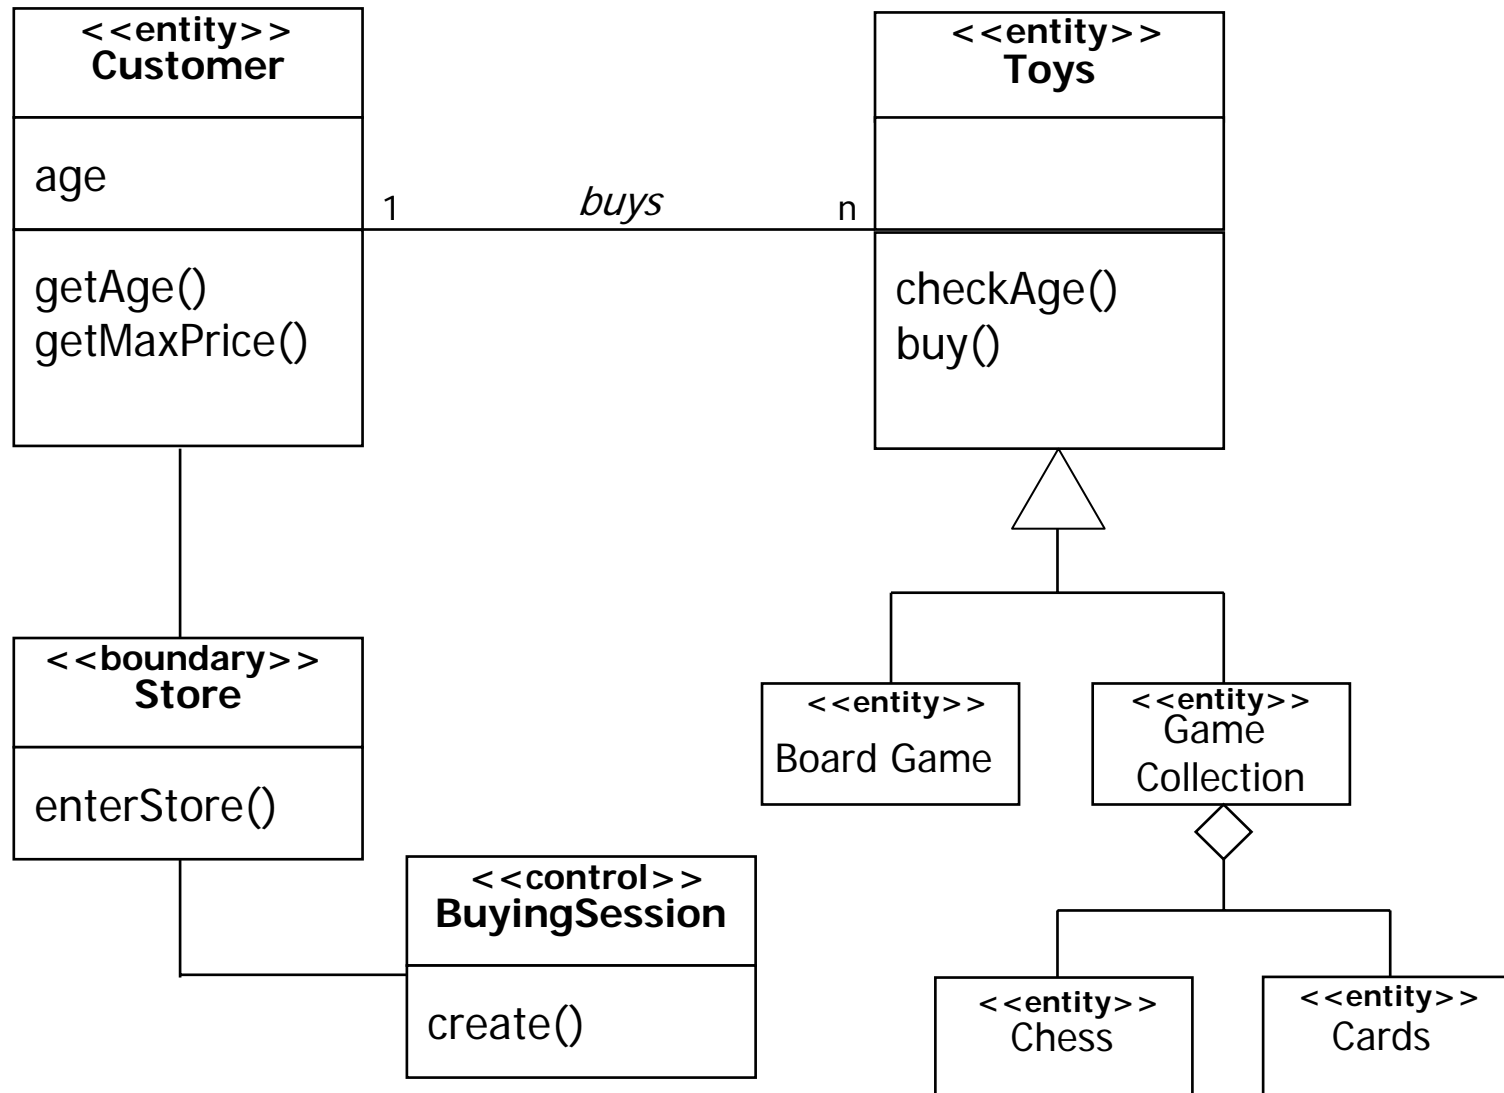 <<entity>>
Customer
age
getAge()
getMaxPrice()
1
buys
n
<<entity>>
Toys
checkAge()
buy()
<<boundary>>
Store
enterStore()
<<control>>
BuyingSession
create()
<<entity>>
Board Game
<<entity>>
Game
Collection
<<entity>>
Chess
<<entity>>
Cards